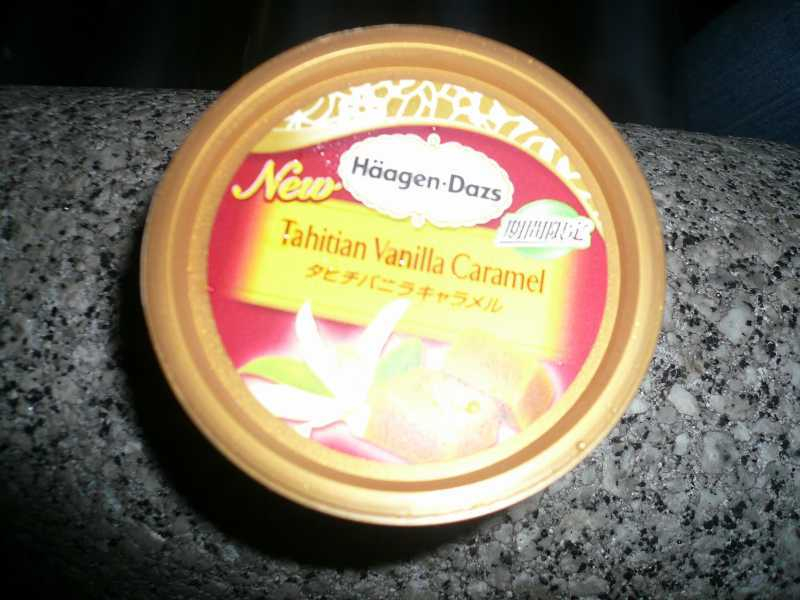 New
Häagen-Dazs
期間限定
Tahitian Vanilla Caramel
タヒチバニラキャラメル